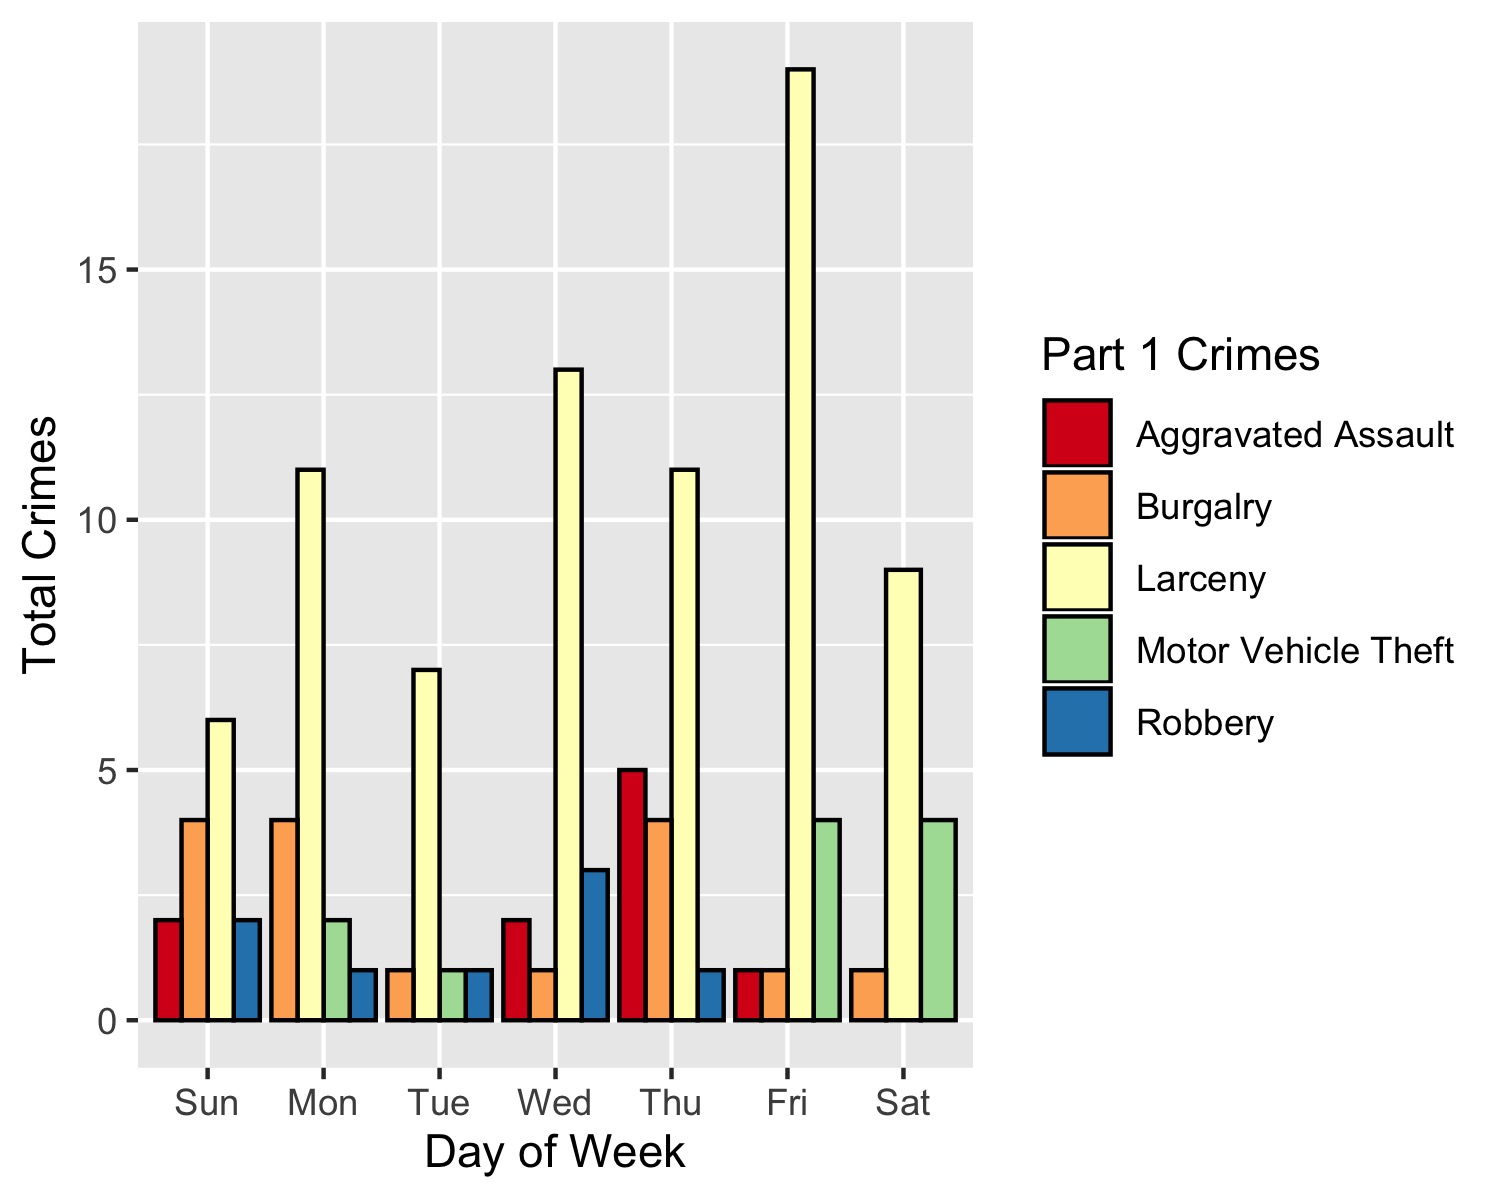 Total Crimes
15
10
5
0
Sun Mon Tue Wed Thu Fri Sat
Day of Week
Part 1 Crimes
Aggravated Assault
Burgalry
Larceny
Motor Vehicle Theft
Robbery